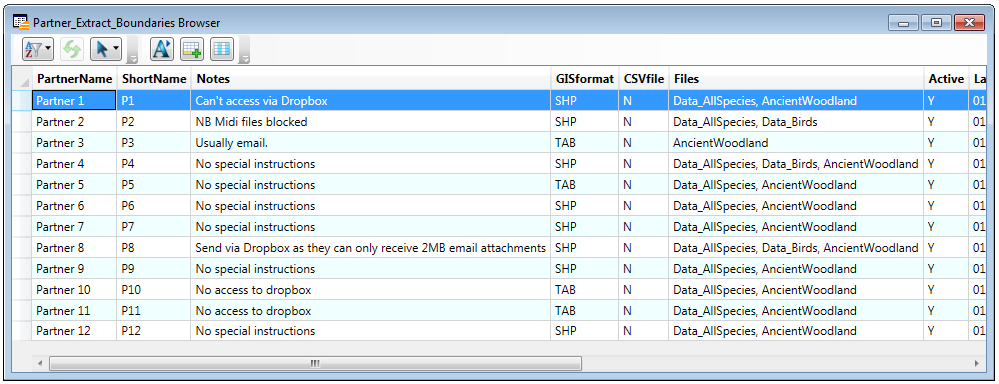 Partner_Extract_Boundaries Browser
PartnerName ShortName Notes GISformat CSVfile Files Active La
Partner 1 P1 Can't access via Dropbox SHP N Data_AllSpecies, AncientWoodland Y 01
Partner 2 P2 NB Midi files blocked SHP N Data_AllSpecies, Data_Birds Y 01
Partner 3 P3 Usually email. TAB N AncientWoodland Y 01
Partner 4 P4 No special instructions SHP N Data_AllSpecies, Data_Birds, AncientWoodland Y 01
Partner 5 P5 No special instructions TAB N Data_AllSpecies, AncientWoodland Y 01
Partner 6 P6 No special instructions SHP N Data_AllSpecies, AncientWoodland Y 01
Partner 7 P7 No special instructions SHP N Data_AllSpecies, AncientWoodland Y 01
Partner 8 P8 Send via Dropbox as they can only receive 2MB email attachments SHP N Data_AllSpecies, Data_Birds, AncientWoodland Y 01
Partner 9 P9 No special instructions SHP N Data_AllSpecies, AncientWoodland Y 01
Partner 10 P10 No access to dropbox TAB N Data_AllSpecies, AncientWoodland Y 01
Partner 11 P11 No access to dropbox TAB N Data_AllSpecies, AncientWoodland Y 01
Partner 12 P12 No special instructions SHP N Data_AllSpecies, AncientWoodland Y 01